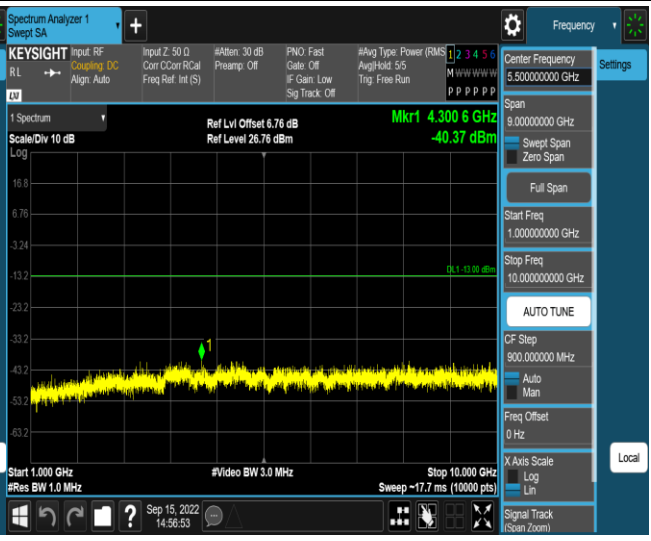 Spectrum Analyzer 1
Swept SA
Frequency
KEYSIGHT
Input: RF
Coupling: DC
Align: Auto
RL
LXI
Input Z: 50 Ω
Corr CCorr RCal
Freq Ref: Int (S)
#Atten: 30 dB
Preamp: Off
PNO: Fast
Gate: Off
IF Gain: Low
Sig Track: Off
#Avg Type: Power (RMS
Avg|Hold: 5/5
Trig: Free Run
1 2 3 4 5 6
M W W W W W
P P P P P P
1 Spectrum
Scale/Div 10 dB
Log
Ref Lvl Offset 6.76 dB
Ref Level 26.76 dBm
Mkr1 4.300 6 GHz
-40.37 dBm
16.8
6.76
-3.24
-13.2
-23.2
-33.2
-43.2
-53.2
-63.2
DL1 -13.00 dBm
1
Start 1.000 GHz
#Res BW 1.0 MHz
#Video BW 3.0 MHz
Stop 10.000 GHz
Sweep ~17.7 ms (10000 pts)
?
Sep 15, 2022
14:56:53
Center Frequency
5.500000000 GHz
Settings
Span
9.00000000 GHz
Swept Span
Zero Span
Full Span
Start Freq
1.000000000 GHz
Stop Freq
10.000000000 GHz
AUTO TUNE
CF Step
900.000000 MHz
Auto
Man
Freq Offset
0 Hz
X Axis Scale
Log
Lin
Local
Signal Track
(Span Zoom)